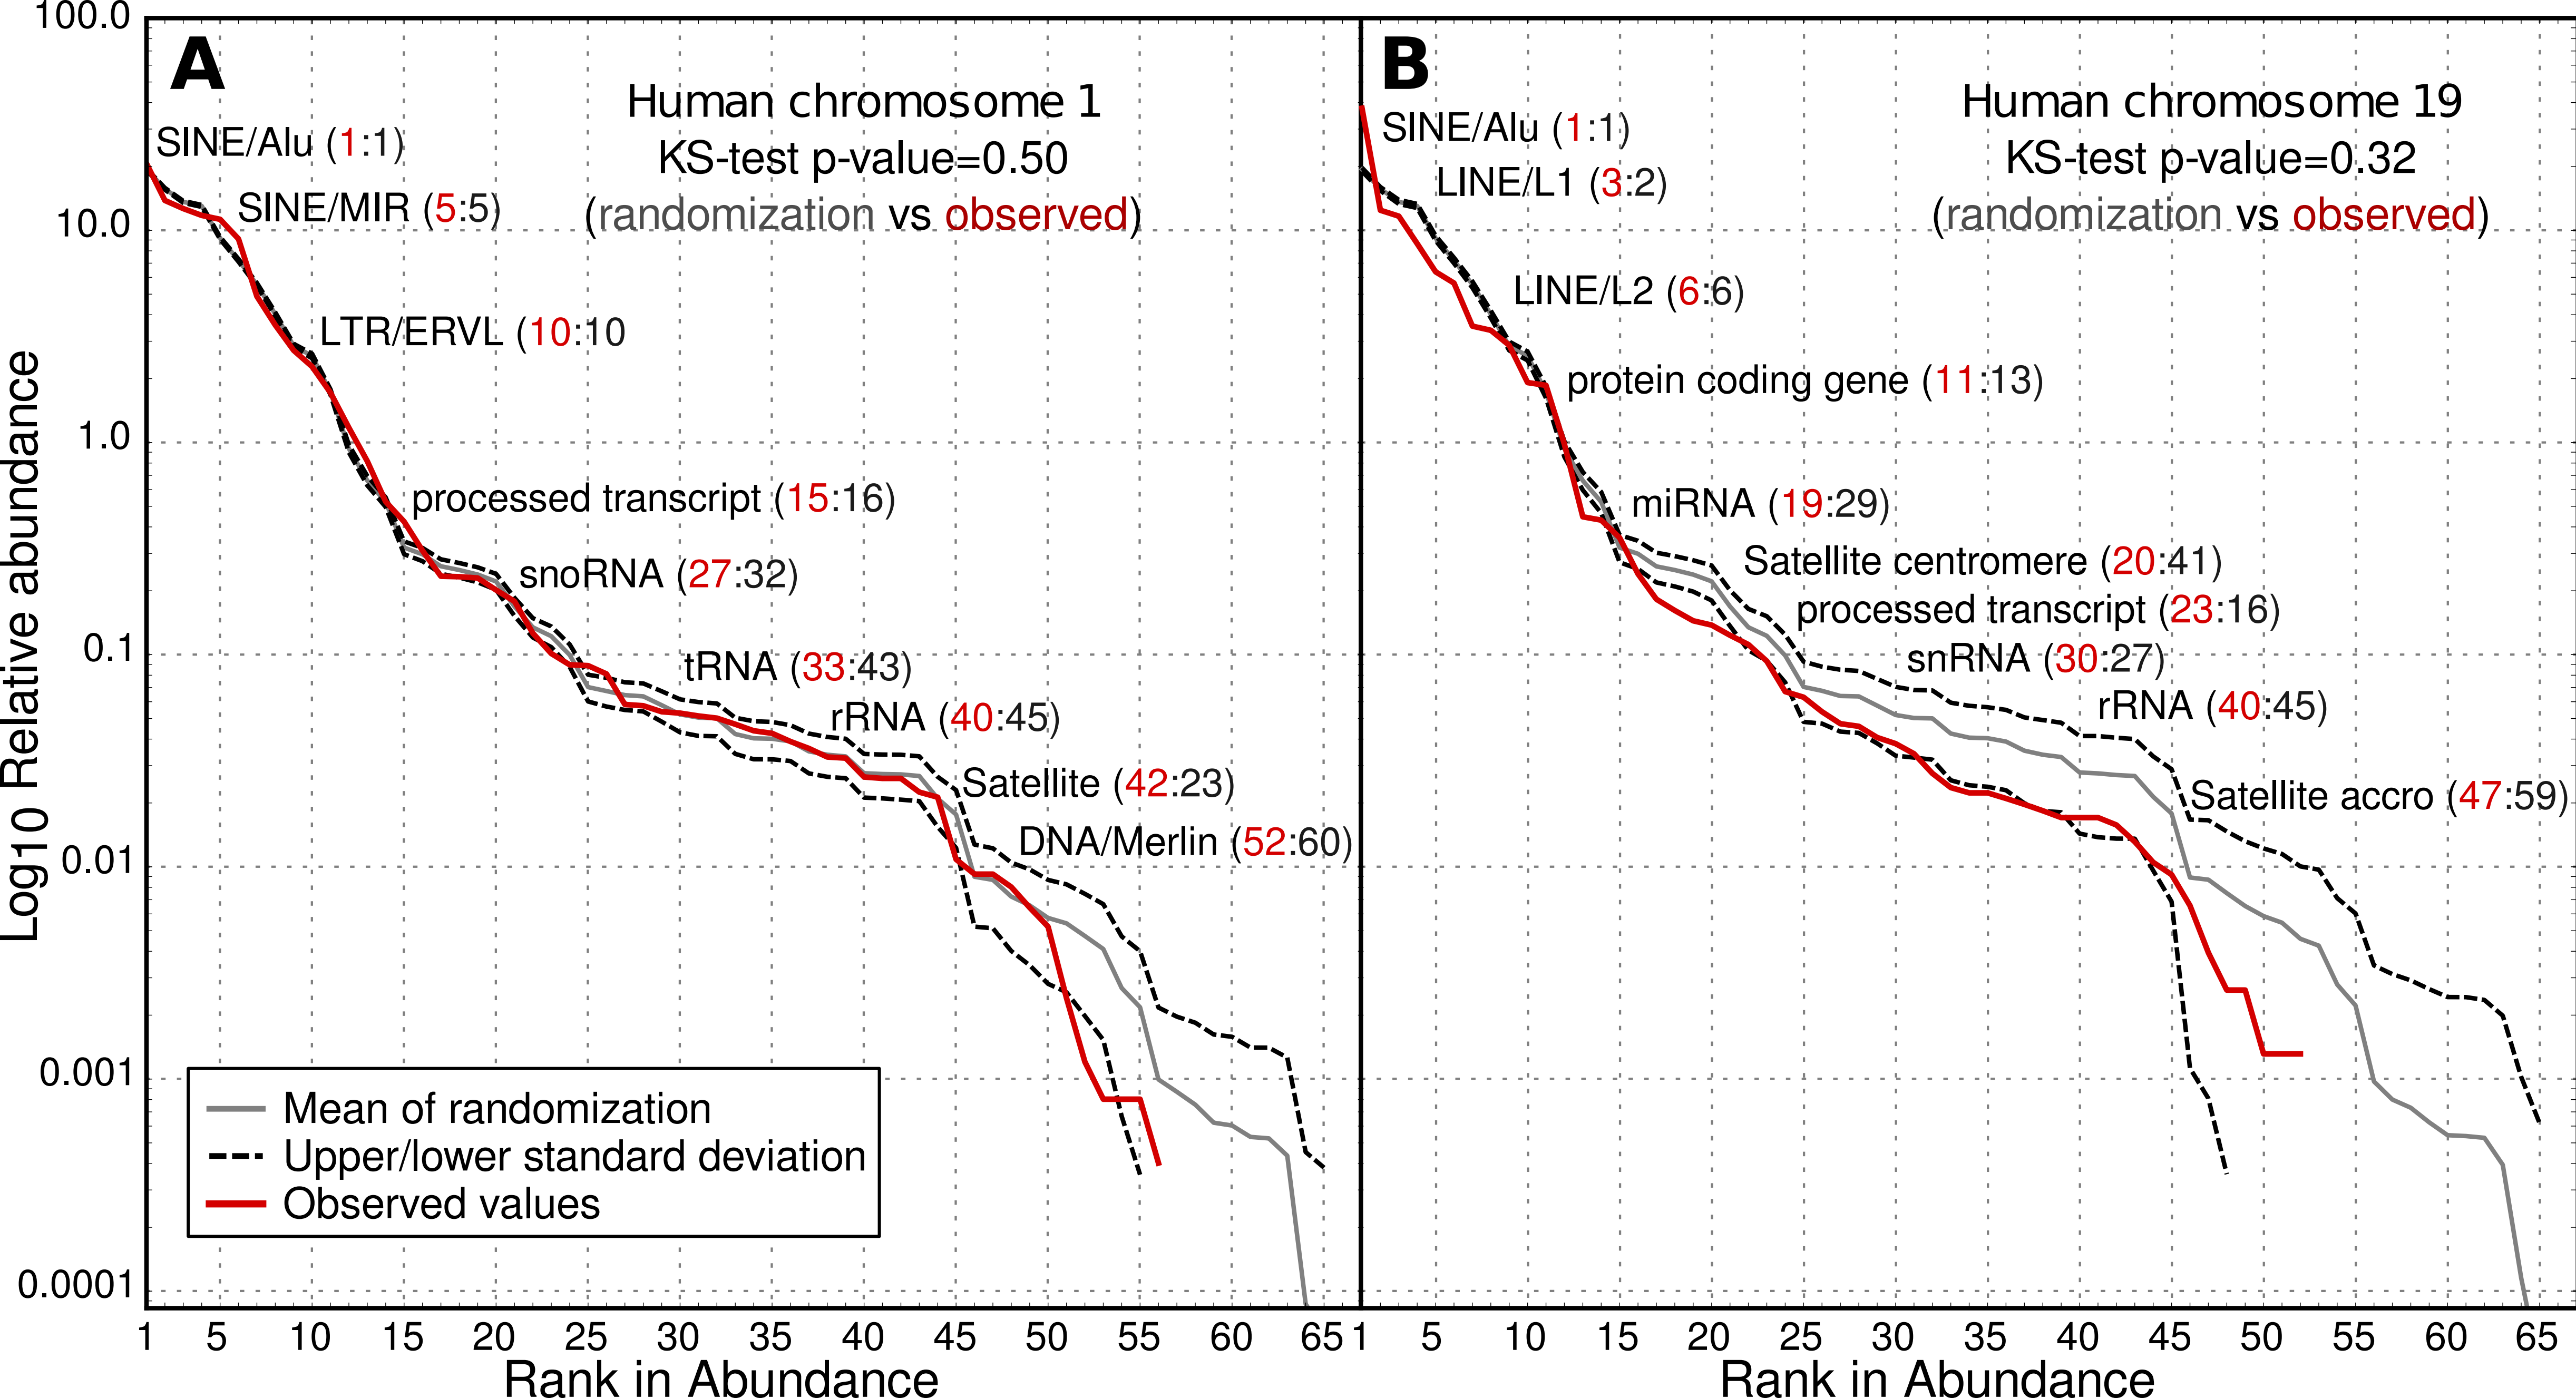 Log10 Relative abundance
100.0
10.0
1.0
0.1
0.01
0.001
0.0001
A
Human chromosome 1
KS-test p-value=0.50
(randomization vs observed)
SINE/Alu (1:1)
SINE/MIR (5:5)
LTR/ERVL (10:10
processed transcript (15:16)
snoRNA (27:32)
tRNA (33:43)
rRNA (40:45)
Satellite (42:23)
DNA/Merlin (52:60)
Mean of randomization
Upper/lower standard deviation
Observed values
1 5 10 15 20 25 30 35 40 45 50 55 60 65
Rank in Abundance
B
Human chromosome 19
KS-test p-value=0.32
(randomization vs observed)
SINE/Alu (1:1)
LINE/L1 (3:2)
LINE/L2 (6:6)
protein coding gene (11:13)
miRNA (19:29)
Satellite centromere (20:41)
processed transcript (23:16)
snRNA (30:27)
rRNA (40:45)
Satellite accro (47:59)
1 5 10 15 20 25 30 35 40 45 50 55 60 65
Rank in Abundance